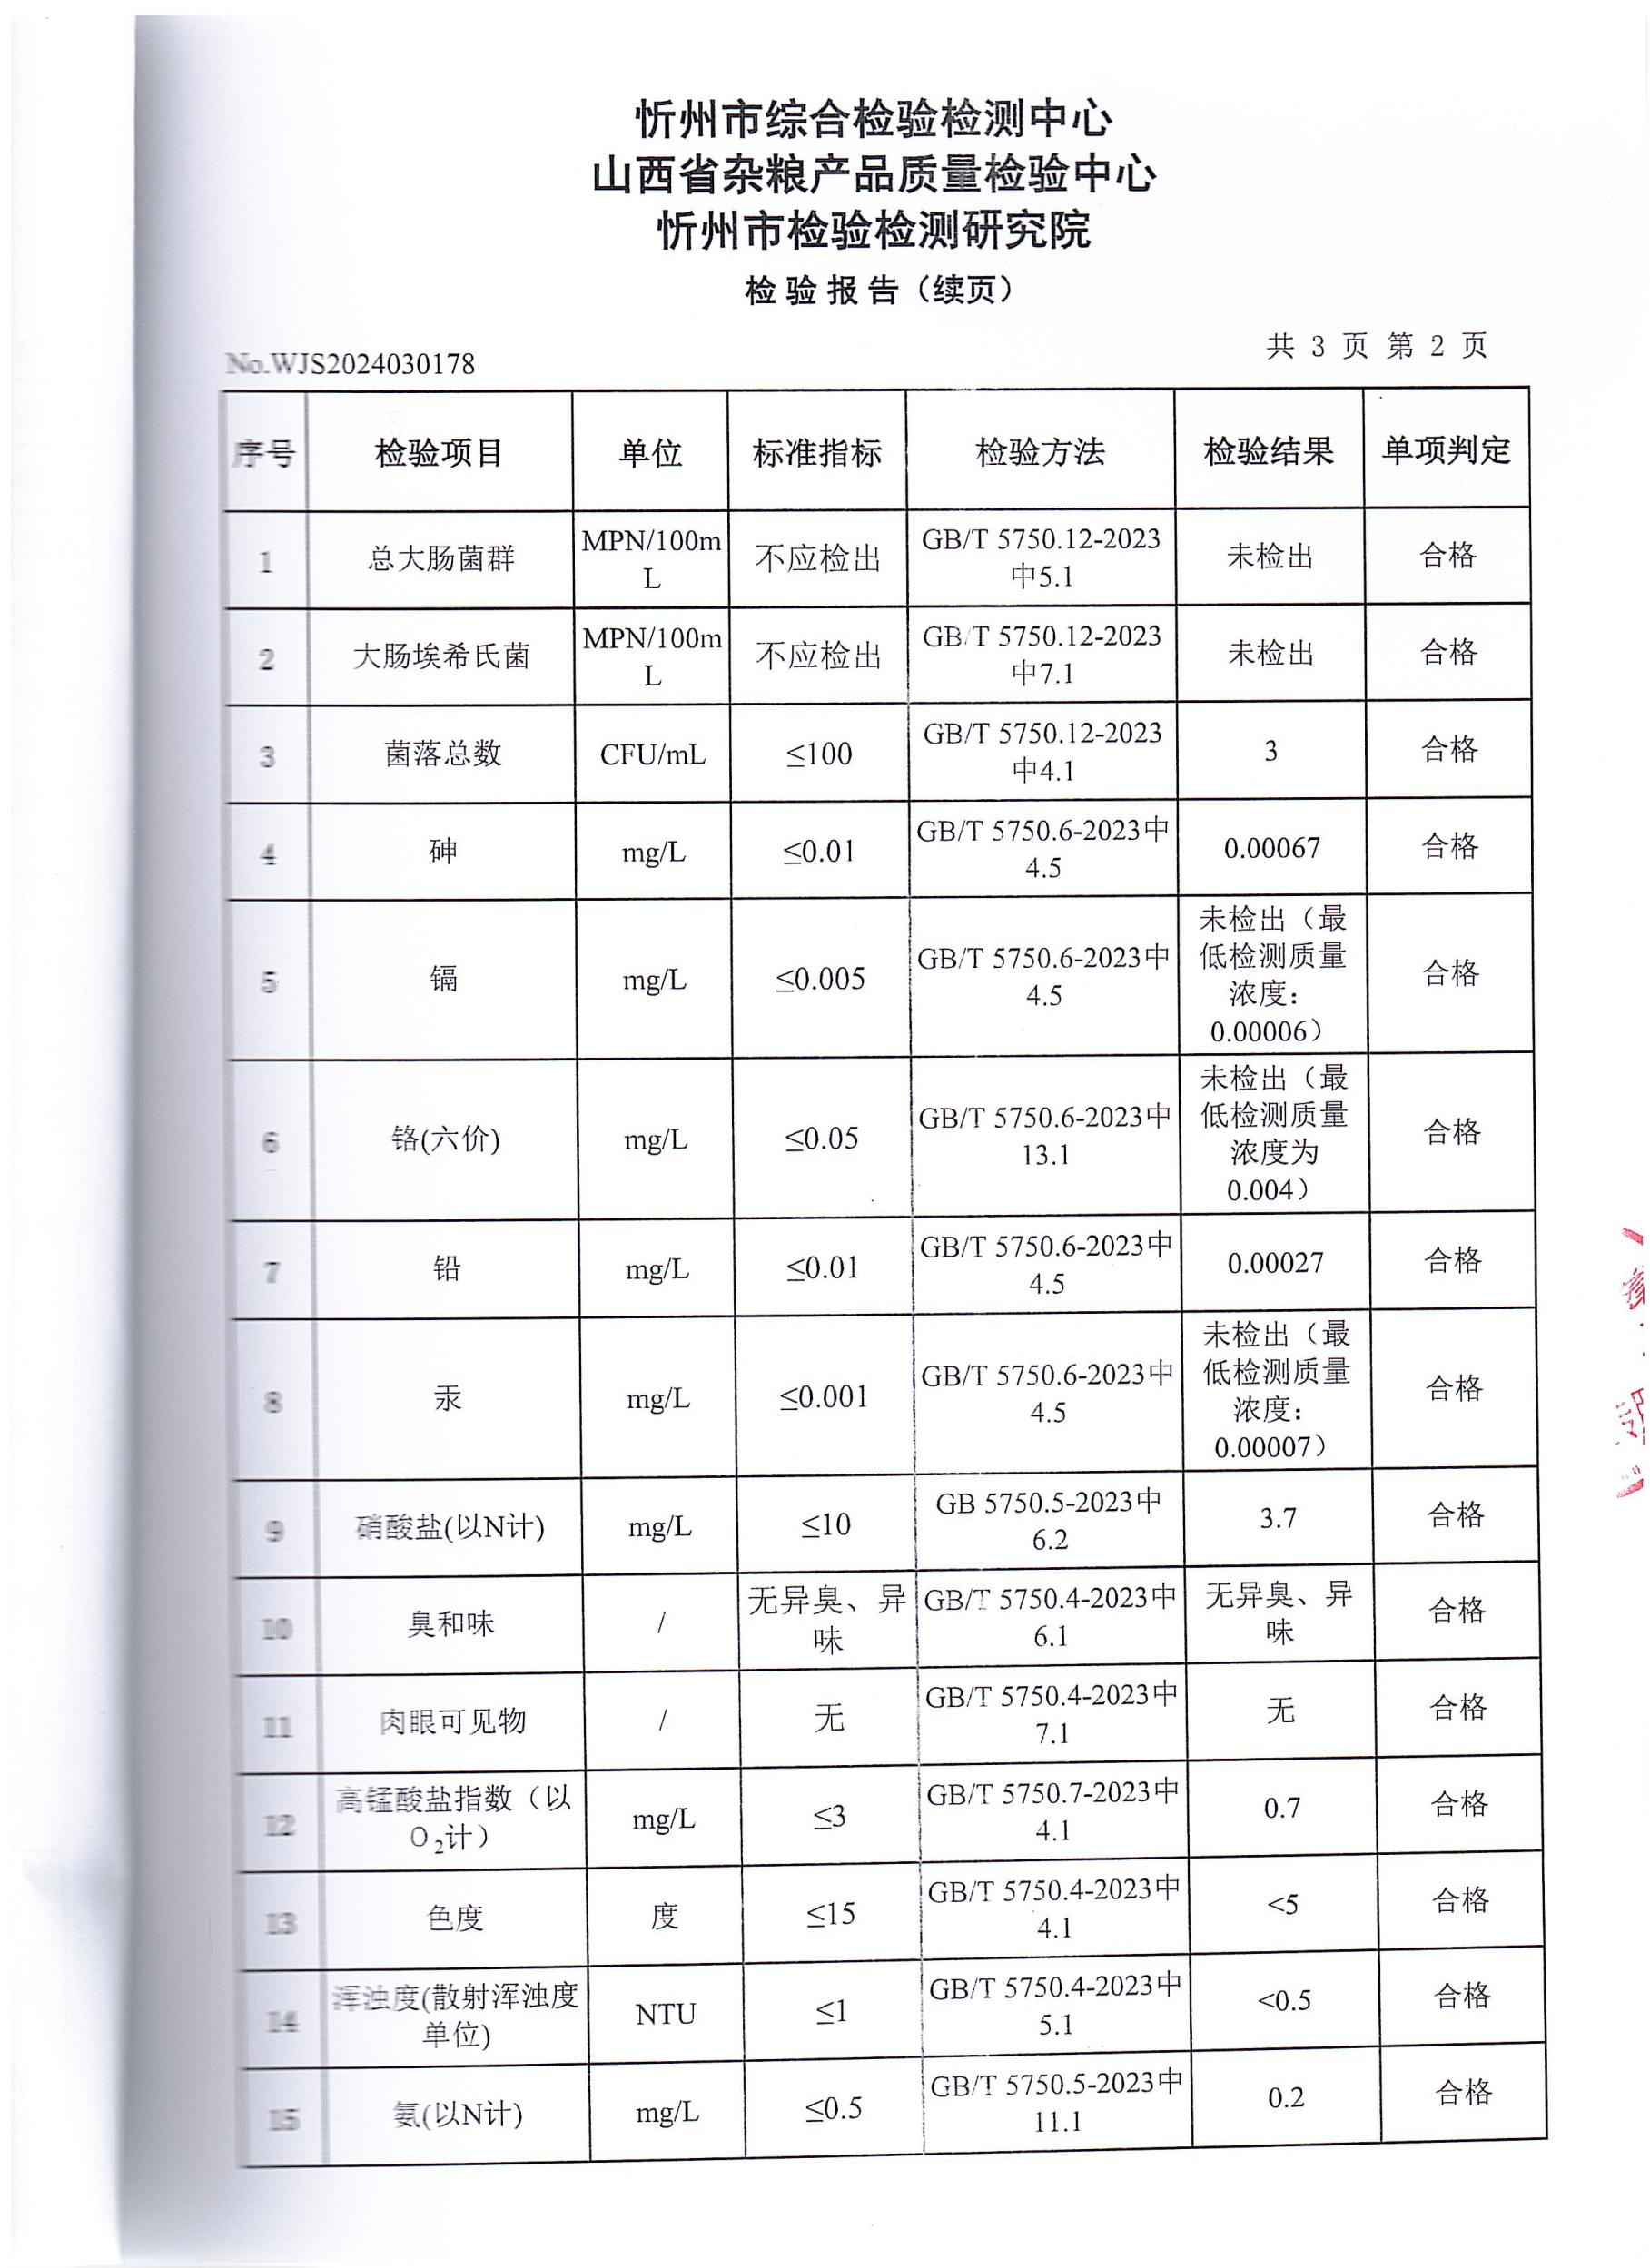 忻州市综合检验检测中心
山西省杂粮产品质量检验中心
忻州市检验检测研究院
检 验 报 告（续页）
No.WJS2024030178
共 3 页 第 2 页
序号 检验项目 单位 标准指标 检验方法 检验结果 单项判定
1 总大肠菌群 MPN/100m 不应检出 GB/T 5750.12-2023 未检出 合格
L 中5.1
2 大肠埃希氏菌 MPN/100m 不应检出 GB/T 5750.12-2023 未检出 合格
L 中7.1
3 菌落总数 CFU/mL ≤100 GB/T 5750.12-2023 3 合格
中4.1
4 砷 mg/L ≤0.01 GB/T 5750.6-2023中 0.00067 合格
4.5
5 镉 mg/L ≤0.005 GB/T 5750.6-2023中 未检出（最 合格
4.5 低检测质量
浓度：
0.00006）
6 铬(六价) mg/L ≤0.05 GB/T 5750.6-2023中 未检出（最 合格
13.1 低检测质量
浓度为
0.004）
7 铅 mg/L ≤0.01 GB/T 5750.6-2023中 0.00027 合格
4.5
8 汞 mg/L ≤0.001 GB/T 5750.6-2023中 未检出（最 合格
4.5 低检测质量
浓度：
0.00007）
9 硝酸盐(以N计) mg/L ≤10 GB 5750.5-2023中 3.7 合格
6.2
10 臭和味 / 无异臭、异 GB/T 5750.4-2023中 无异臭、异 合格
味 6.1 味
11 肉眼可见物 / 无 GB/T 5750.4-2023中 无 合格
7.1
12 高锰酸盐指数（以 mg/L ≤3 GB/T 5750.7-2023中 0.7 合格
O₂计） 4.1
13 色度 度 ≤15 GB/T 5750.4-2023中 <5 合格
4.1
14 浑浊度(散射浑浊度 NTU ≤1 GB/T 5750.4-2023中 <0.5 合格
单位) 5.1
15 氨(以N计) mg/L ≤0.5 GB/T 5750.5-2023中 0.2 合格
11.1